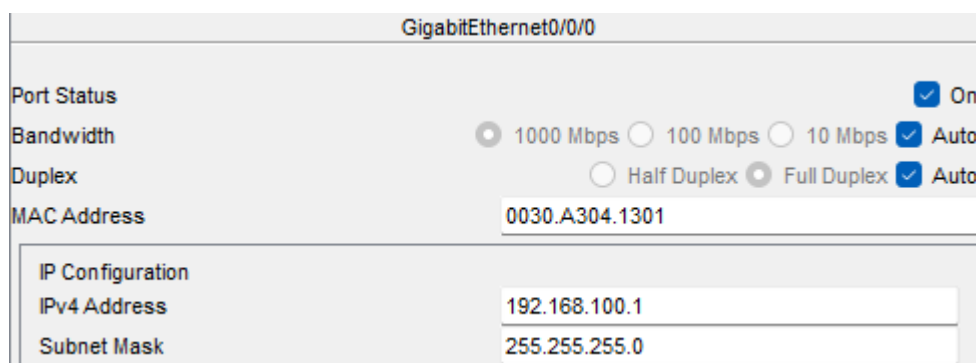 GigabitEthernet0/0/0
Port Status On
Bandwidth 1000 Mbps 100 Mbps 10 Mbps Auto
Duplex Half Duplex Full Duplex Auto
MAC Address 0030.A304.1301
IP Configuration
IPv4 Address 192.168.100.1
Subnet Mask 255.255.255.0